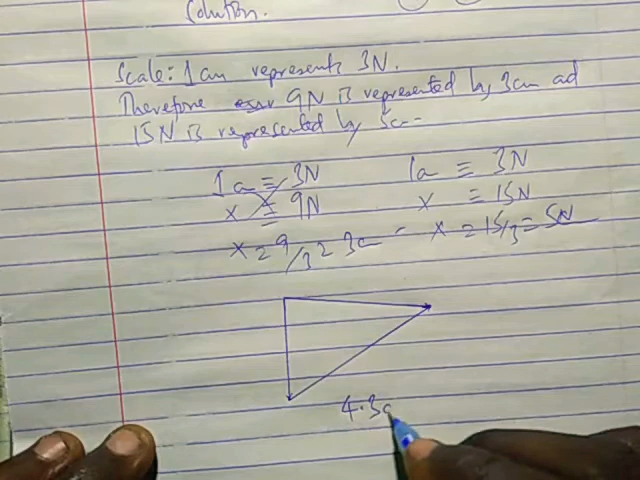 Solution.
Scale: 1cm represents 3N.
Therefore 9N is represented by 3cm and
15N is represented by 5cm.
1cm ≡ 3N 1cm ≡ 3N
x = 9N x = 15N
x = 9/3 = 3cm x = 15/3 = 5N
4.3c